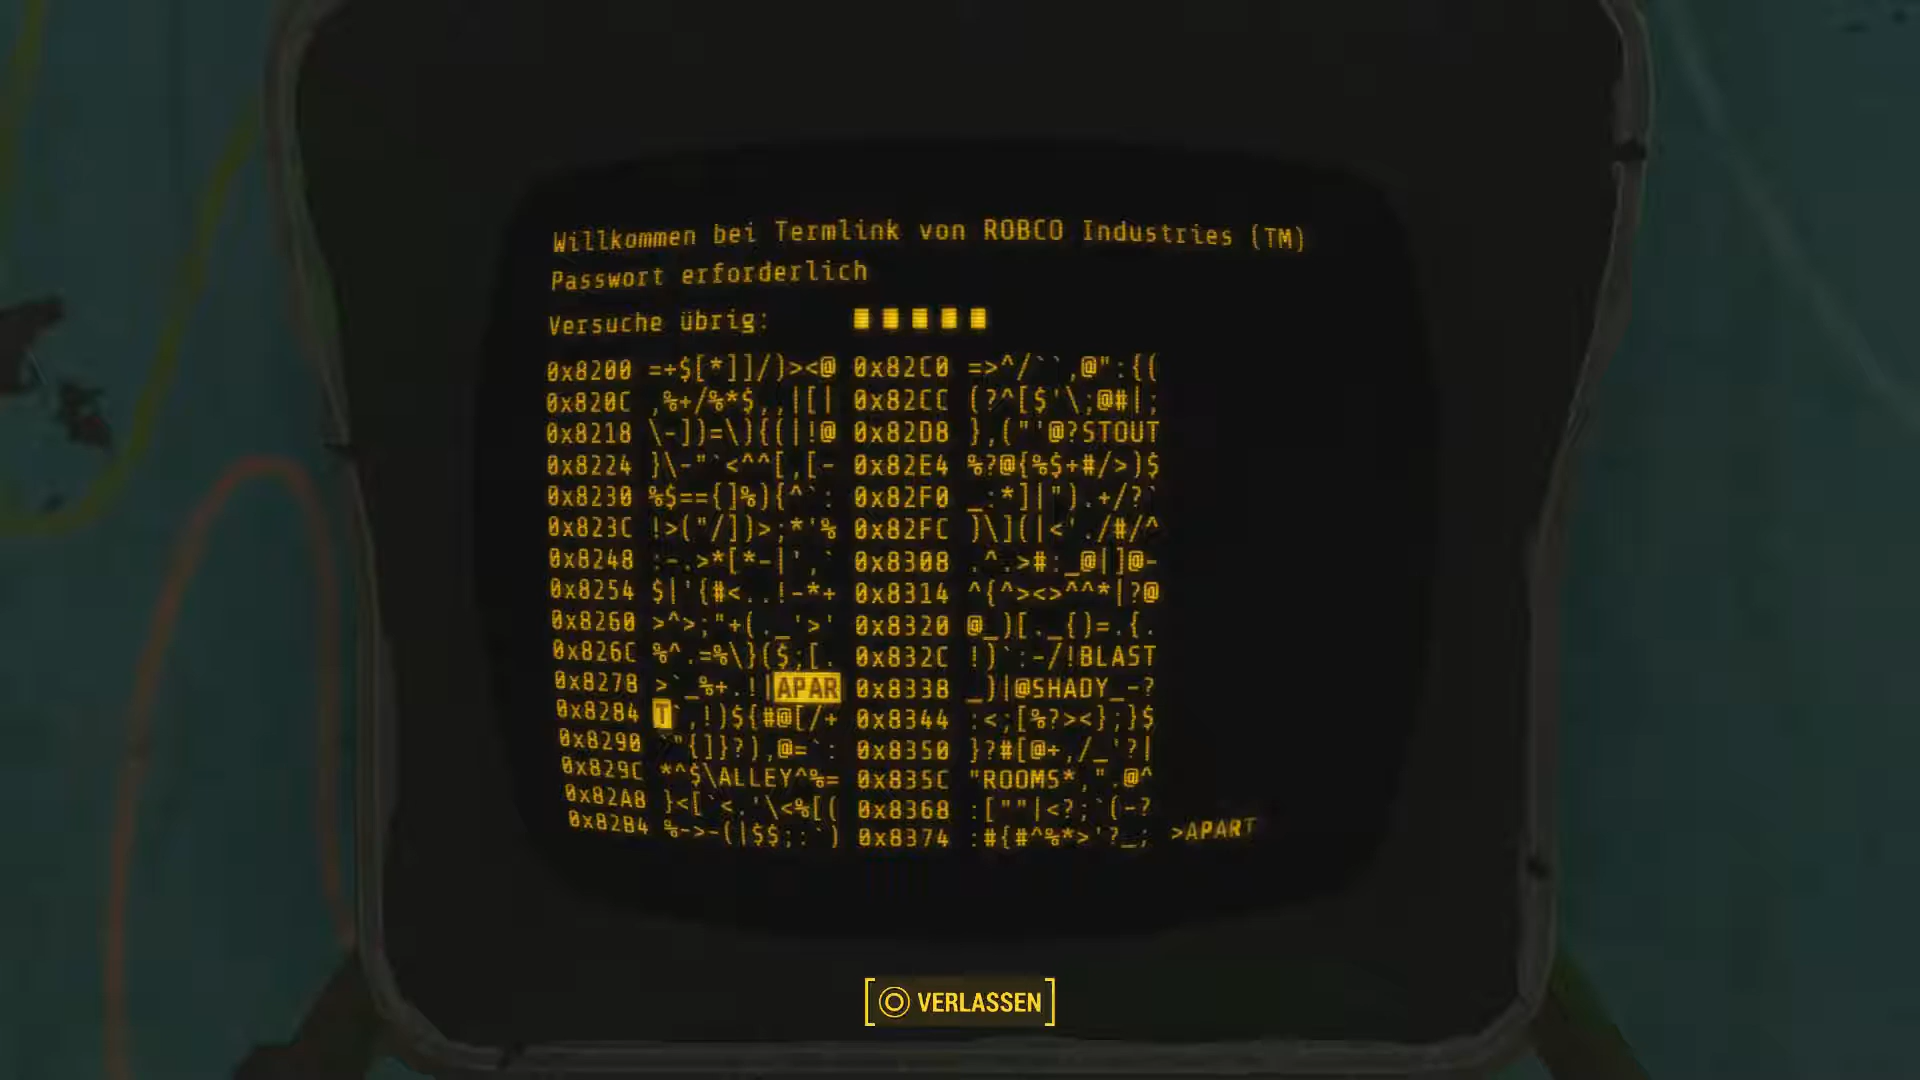 Willkommen bei Termlink von ROBCO Industries (TM)
Passwort erforderlich
Versuche übrig:
0x8200 =+$[*]]/)><@ 0x82C0 =>^/``,@":{(
0x820C ,%+/%*$,,|[| 0x82CC (?^[$'\;@#|;
0x8218 \-])=\){(|!@ 0x82D8 },("'@?STOUT
0x8224 }\-"`<^^[,[- 0x82E4 %?@{%$+#/>)$
0x8230 %$=={]%){^`: 0x82F0 _:*]|").+/?`
0x823C !>("/])>;*'% 0x82FC )\](|<'./#/^
0x8248 :-.>*[*-|',` 0x8308 .^=>#:_@|]@-
0x8254 $|'{#<..!-*+ 0x8314 ^{^><>^^*|?@
0x8260 >^>;"+(._'>' 0x8320 @_)[._{)=.{.
0x826C %^.=%\}($;[. 0x832C !)`:-/!BLAST
0x8278 >`_%+.!|APAR 0x8338 _)|@SHADY_-?
0x8284 T`,!)${#@[/+ 0x8344 :<;[%?><};}$
0x8290 `"{]}?),@=`: 0x8350 }?#[@+,/_'?|
0x829C *^$\ALLEY^%= 0x835C "ROOMS*,".@^
0x82A8 }<[`<.'\<%[( 0x8368 :[""|<?;`(-?
0x82B4 %->-(|$$;:`) 0x8374 :#{#^%*>'?_; >APART
VERLASSEN